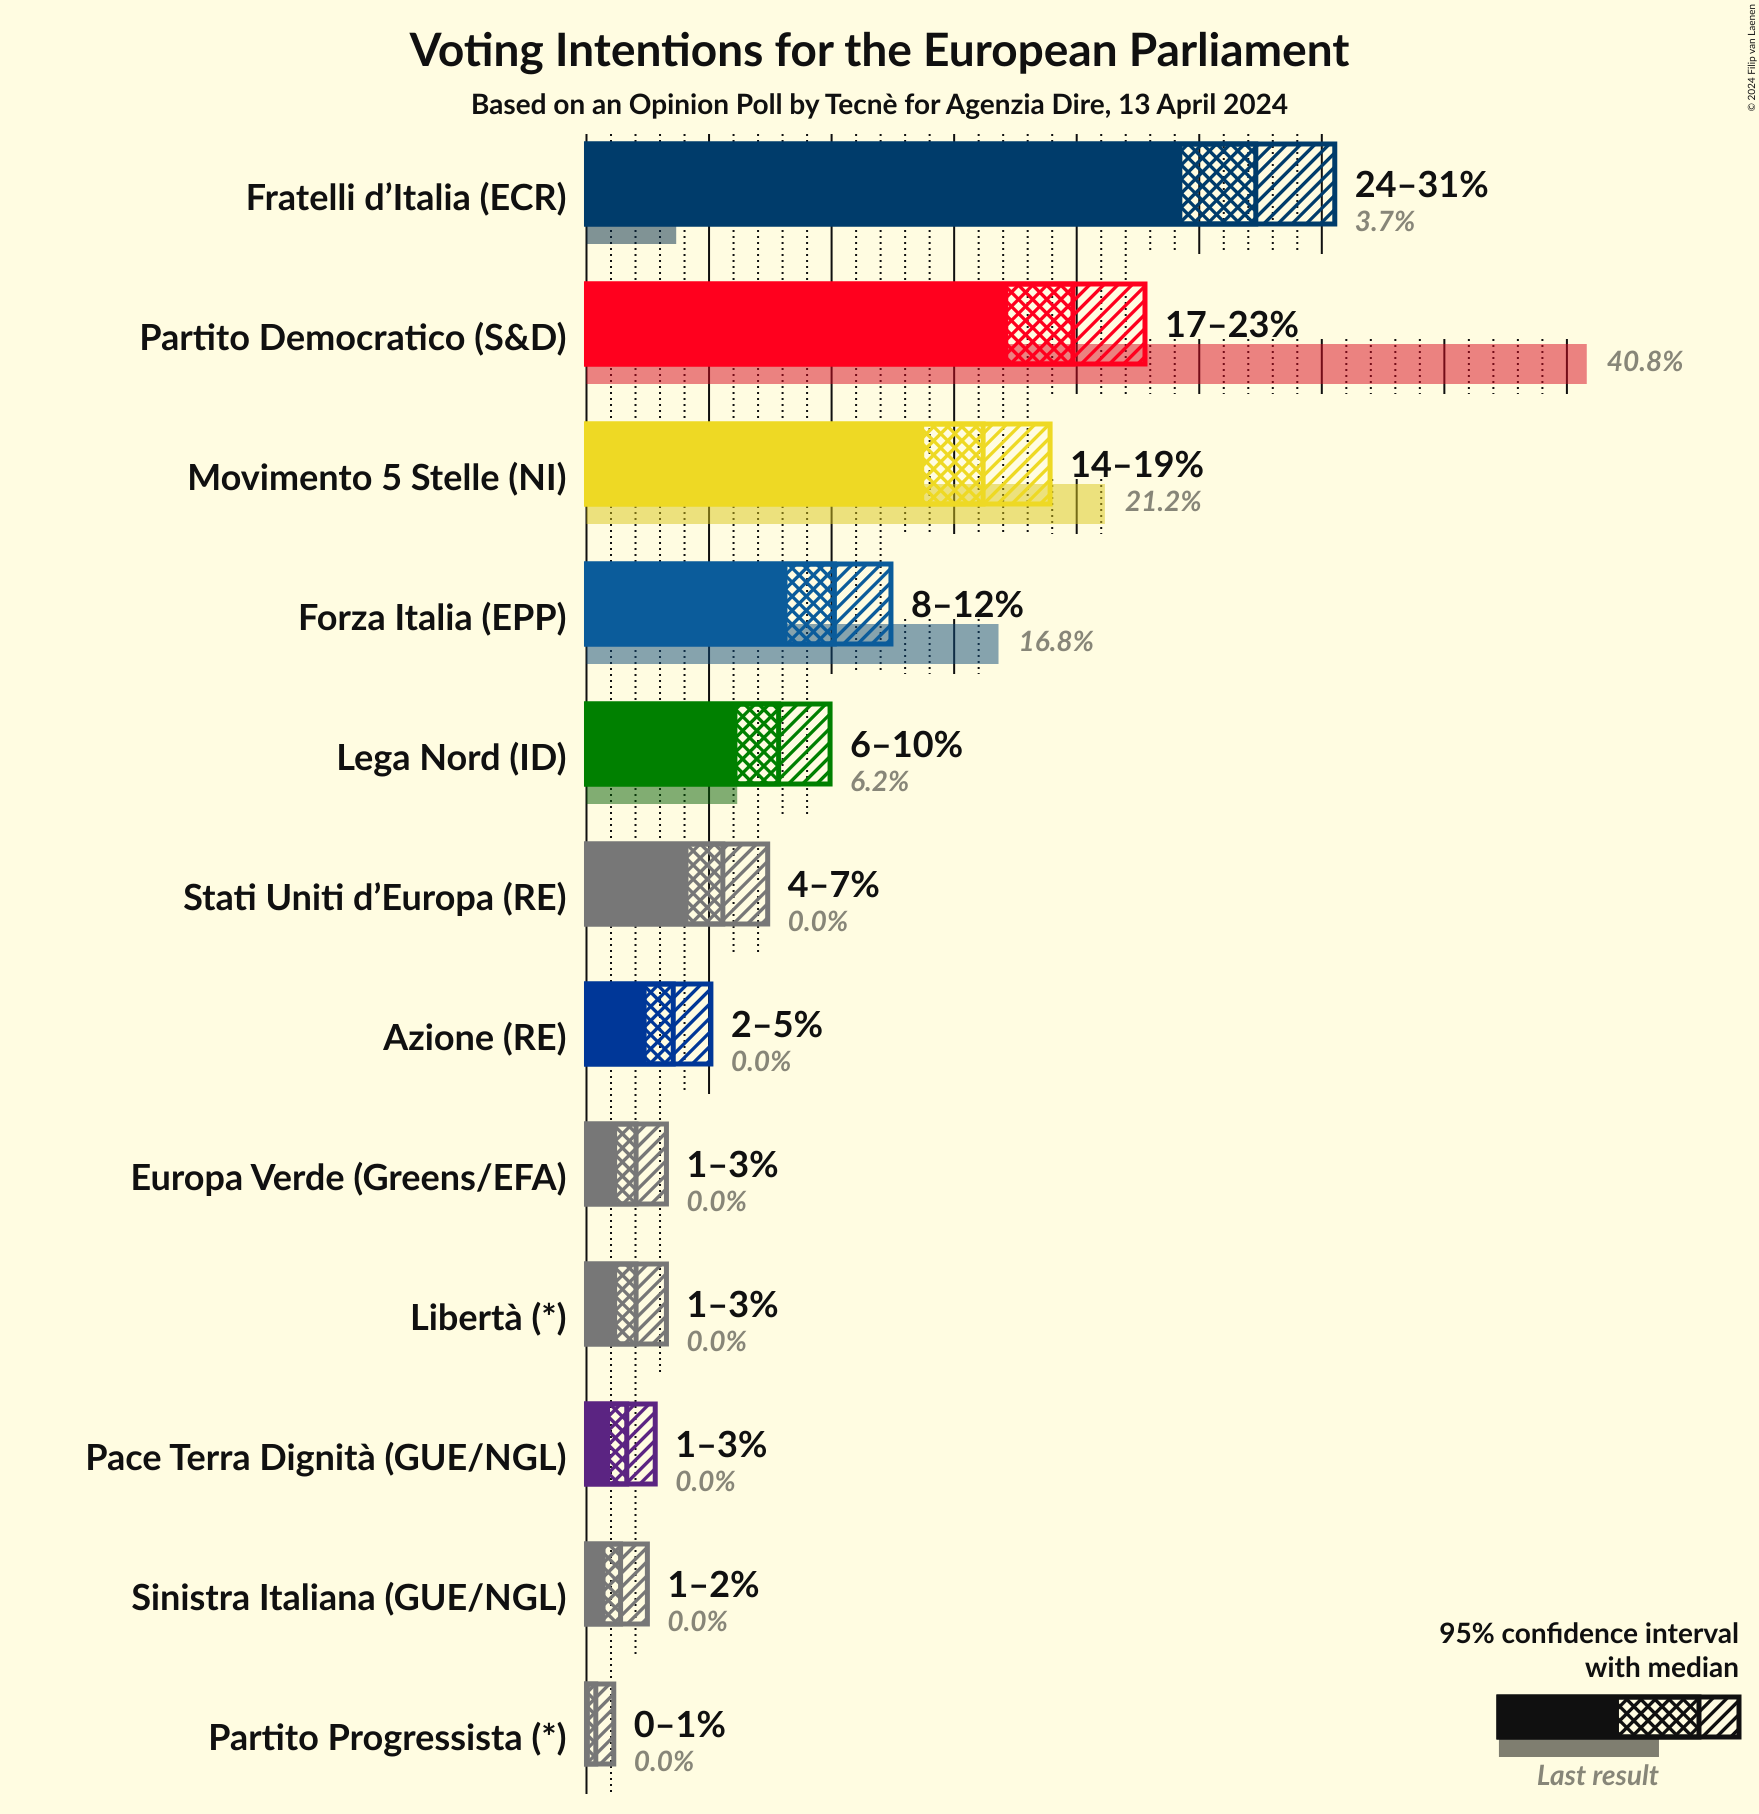 © 2024 Filip van Laenen
Voting Intentions for the European Parliament
Based on an Opinion Poll by Tecnè for Agenzia Dire, 13 April 2024
Fratelli d’Italia (ECR)
24–31%
3.7%
Partito Democratico (S&D)
17–23%
40.8%
Movimento 5 Stelle (NI)
14–19%
21.2%
Forza Italia (EPP)
8–12%
16.8%
Lega Nord (ID)
6–10%
6.2%
Stati Uniti d’Europa (RE)
4–7%
0.0%
Azione (RE)
2–5%
0.0%
Europa Verde (Greens/EFA)
1–3%
0.0%
Libertà (*)
1–3%
0.0%
Pace Terra Dignità (GUE/NGL)
1–3%
0.0%
Sinistra Italiana (GUE/NGL)
1–2%
0.0%
Partito Progressista (*)
0–1%
0.0%
95% confidence interval
with median
Last result